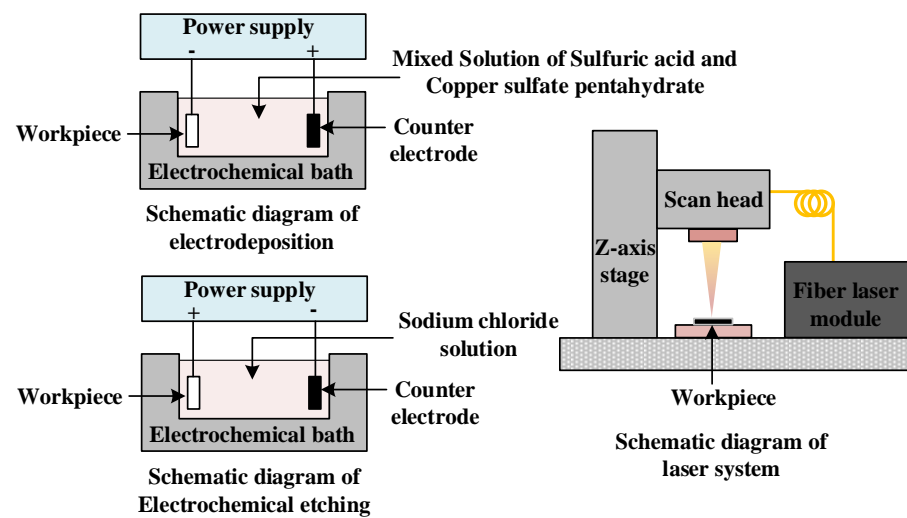 Power supply
- +
Mixed Solution of Sulfuric acid and
Copper sulfate pentahydrate
Workpiece
Counter
electrode
Electrochemical bath
Schematic diagram of
electrodeposition
Power supply
+ -
Sodium chloride
solution
Workpiece
Counter
electrode
Electrochemical bath
Schematic diagram of
Electrochemical etching
Scan head
Z-axis
stage
Fiber laser
module
Workpiece
Schematic diagram of
laser system